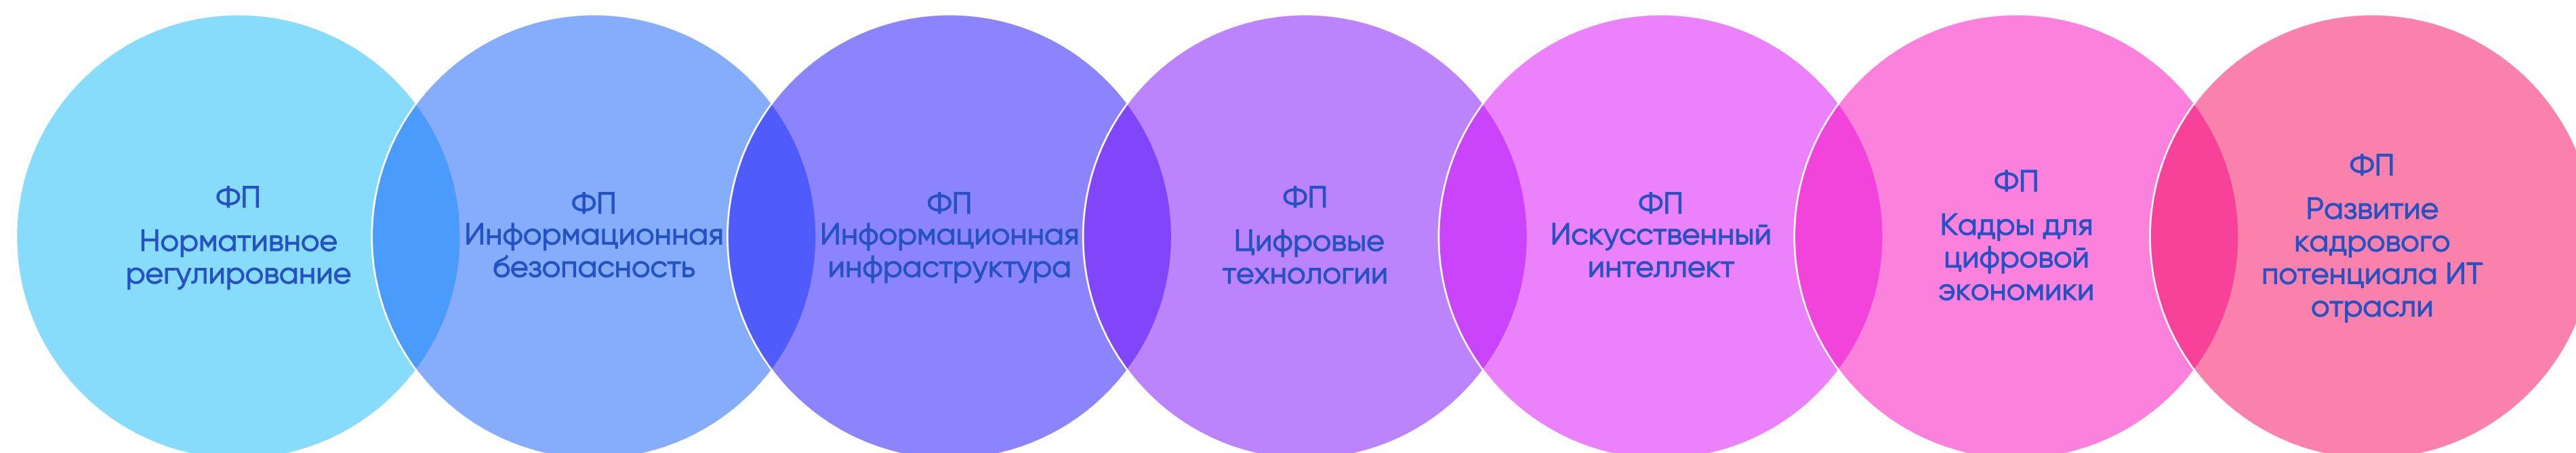 ФП
Нормативное
регулирование
ФП
Информационная
безопасность
ФП
Информационная
инфраструктура
ФП
Цифровые
технологии
ФП
Искусственный
интеллект
ФП
Кадры для
цифровой
экономики
ФП
Развитие
кадрового
потенциала ИТ
отрасли